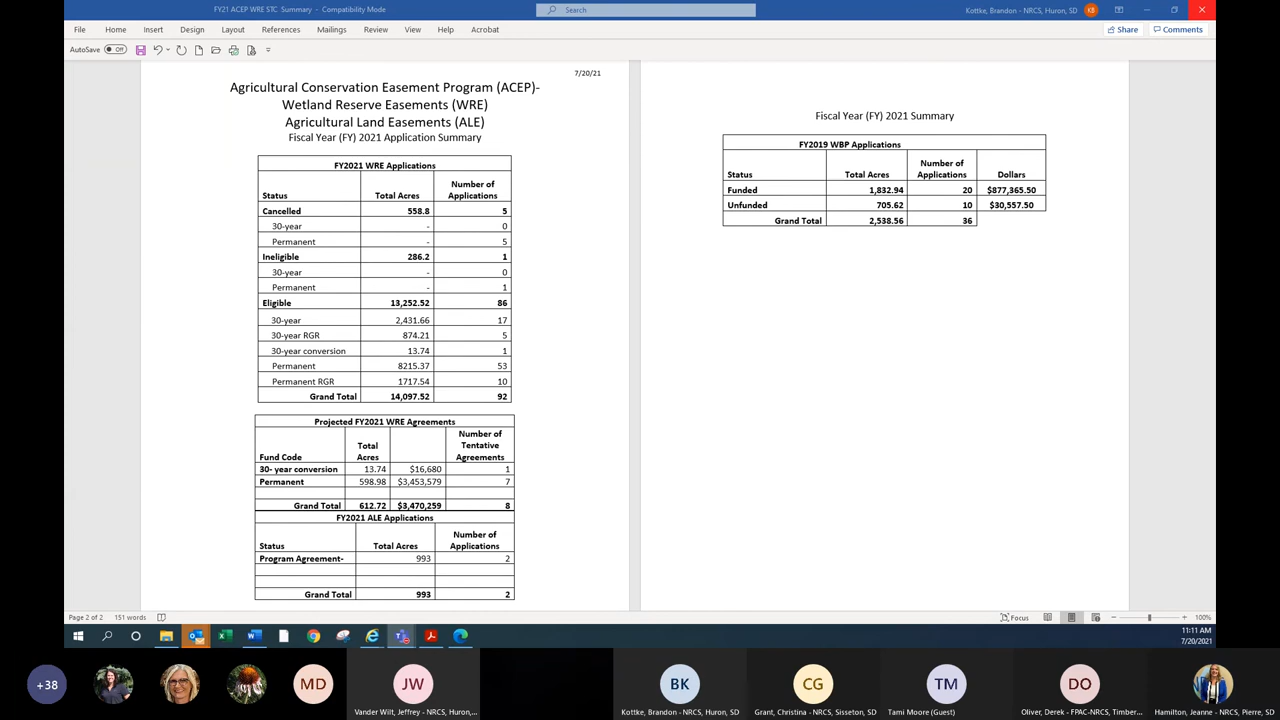 FY21 ACEP WRE STC Summary - Compatibility Mode
Search
Kottke, Brandon - NRCS, Huron, SD KB
File Home Insert Design Layout References Mailings Review View Help Acrobat Share Comments
AutoSave Off
7/20/21
Agricultural Conservation Easement Program (ACEP)-
Wetland Reserve Easements (WRE)
Agricultural Land Easements (ALE)
Fiscal Year (FY) 2021 Application Summary
FY2021 WRE Applications
Status Total Acres Number of Applications
Cancelled 558.8 5
30-year - 0
Permanent - 5
Ineligible 286.2 1
30-year - 0
Permanent - 1
Eligible 13,252.52 86
30-year 2,431.66 17
30-year RGR 874.21 5
30-year conversion 13.74 1
Permanent 8215.37 53
Permanent RGR 1717.54 10
Grand Total 14,097.52 92
Projected FY2021 WRE Agreements
Fund Code Total Acres Number of Tentative Agreements
30- year conversion 13.74 $16,680 1
Permanent 598.98 $3,453,579 7
Grand Total 612.72 $3,470,259 8
FY2021 ALE Applications
Status Total Acres Number of Applications
Program Agreement- 993 2
Grand Total 993 2
Fiscal Year (FY) 2021 Summary
FY2019 WBP Applications
Status Total Acres Number of Applications Dollars
Funded 1,832.94 20 $877,365.50
Unfunded 705.62 10 $30,557.50
Grand Total 2,538.56 36
Page 2 of 2 151 words Focus 100%
11:11 AM
7/20/2021
+38 MD JW BK CG TM DO
Vander Wilt, Jeffrey - NRCS, Huron,...
Kottke, Brandon - NRCS, Huron, SD
Grant, Christina - NRCS, Sisseton, SD
Tami Moore (Guest)
Oliver, Derek - FPAC-NRCS, Timber...
Hamilton, Jeanne - NRCS, Pierre, SD